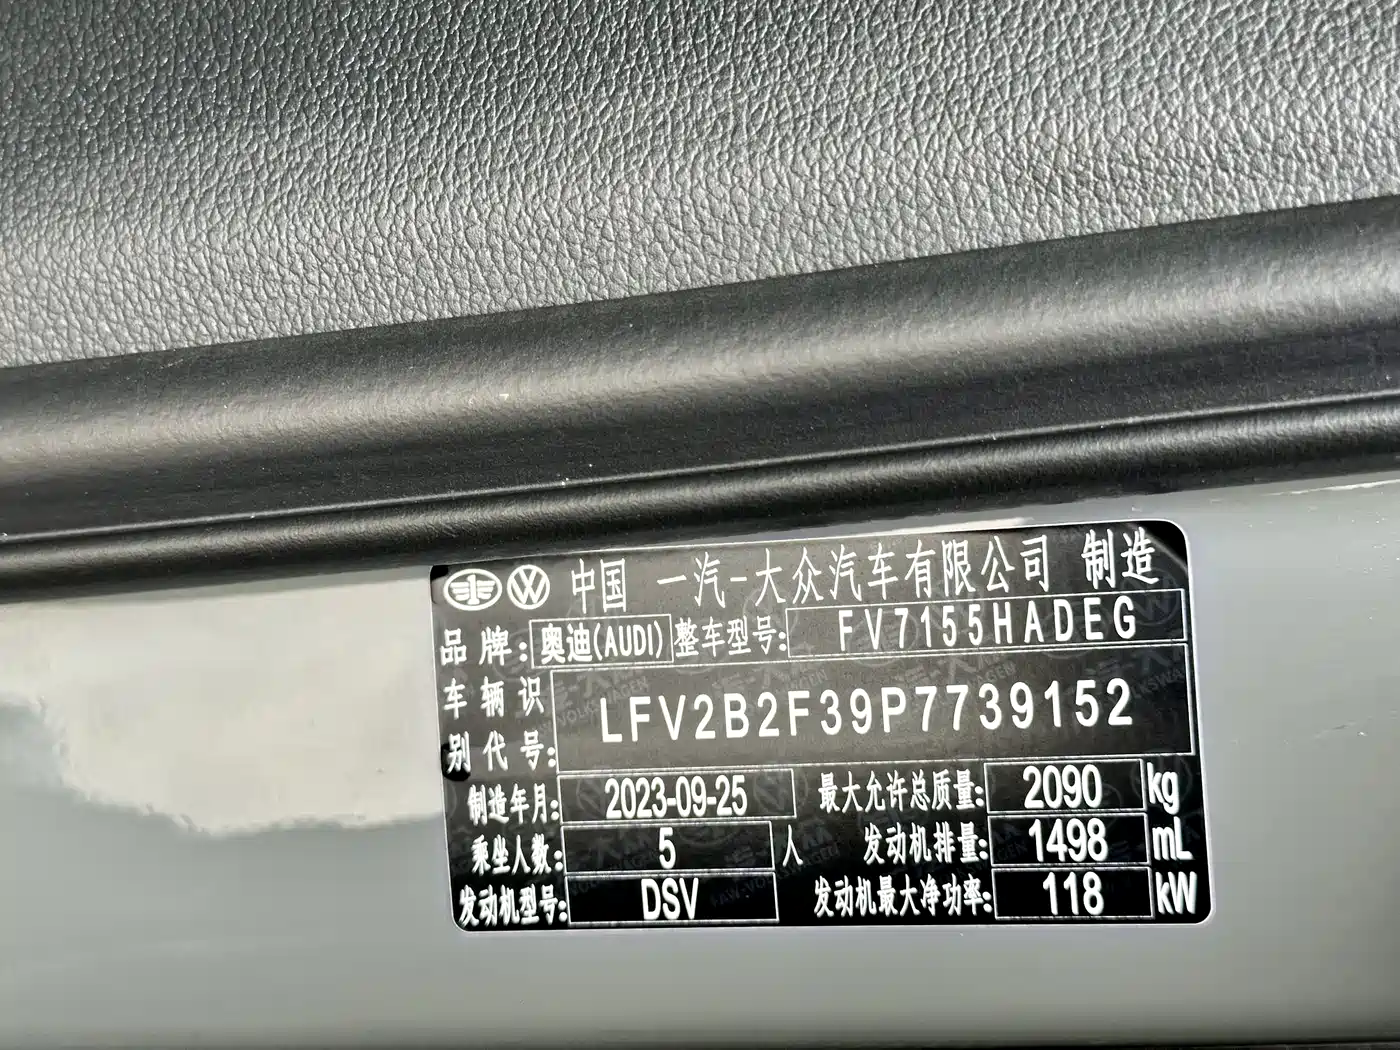 中国 一汽-大众汽车有限公司 制造
品牌: 奥迪(AUDI) 整车型号: FV7155HADEG
车辆识别代号: LFV2B2F39P7739152
制造年月: 2023-09-25 最大允许总质量: 2090 kg
乘坐人数: 5 人 发动机排量: 1498 mL
发动机型号: DSV 发动机最大净功率: 118 kW